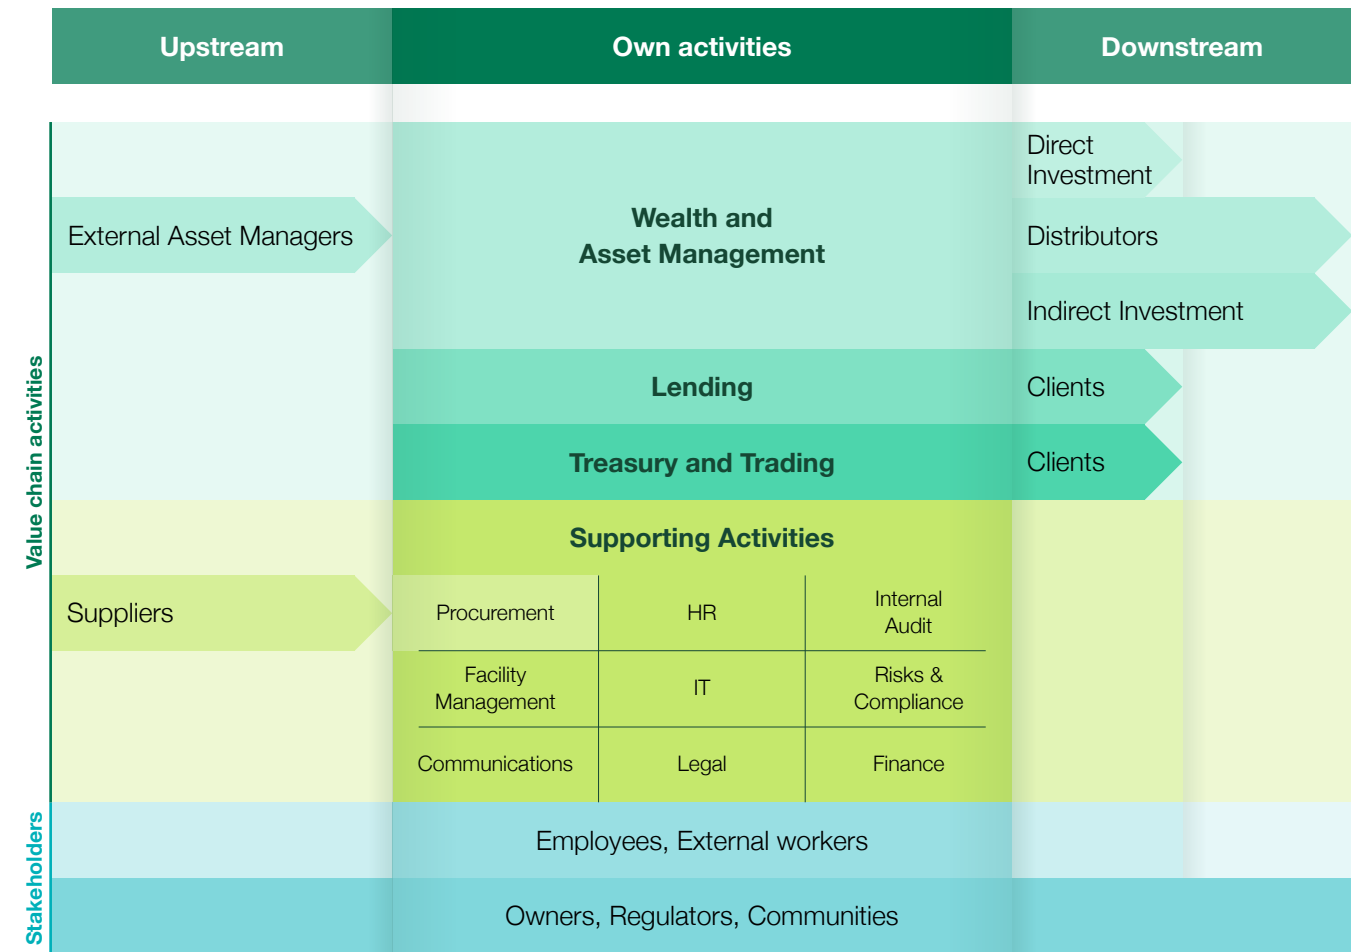 Upstream
Own activities
Downstream
Value chain activities
External Asset Managers
Wealth and
Asset Management
Direct
Investment
Distributors
Indirect Investment
Lending
Clients
Treasury and Trading
Clients
Supporting Activities
Suppliers
Procurement
HR
Internal
Audit
Facility
Management
IT
Risks &
Compliance
Communications
Legal
Finance
Stakeholders
Employees, External workers
Owners, Regulators, Communities